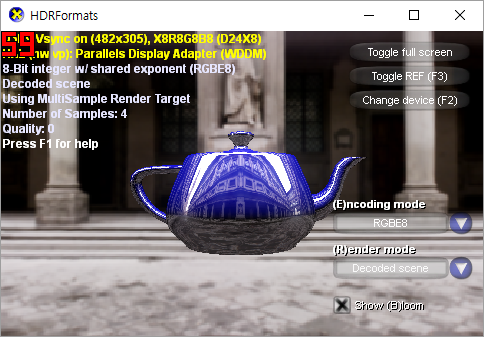 HDRFormats
59
Vsync on (482x305), X8R8G8B8 (D24X8)
vp): Parallels Display Adapter (WDDM)
8-Bit integer w/ shared exponent (RGBE8)
Decoded scene
Using MultiSample Render Target
Number of Samples: 4
Quality: 0
Press F1 for help
Toggle full screen
Toggle REF (F3)
Change device (F2)
(E)ncoding mode
RGBE8
(R)ender mode
Decoded scene
Show (B)loom